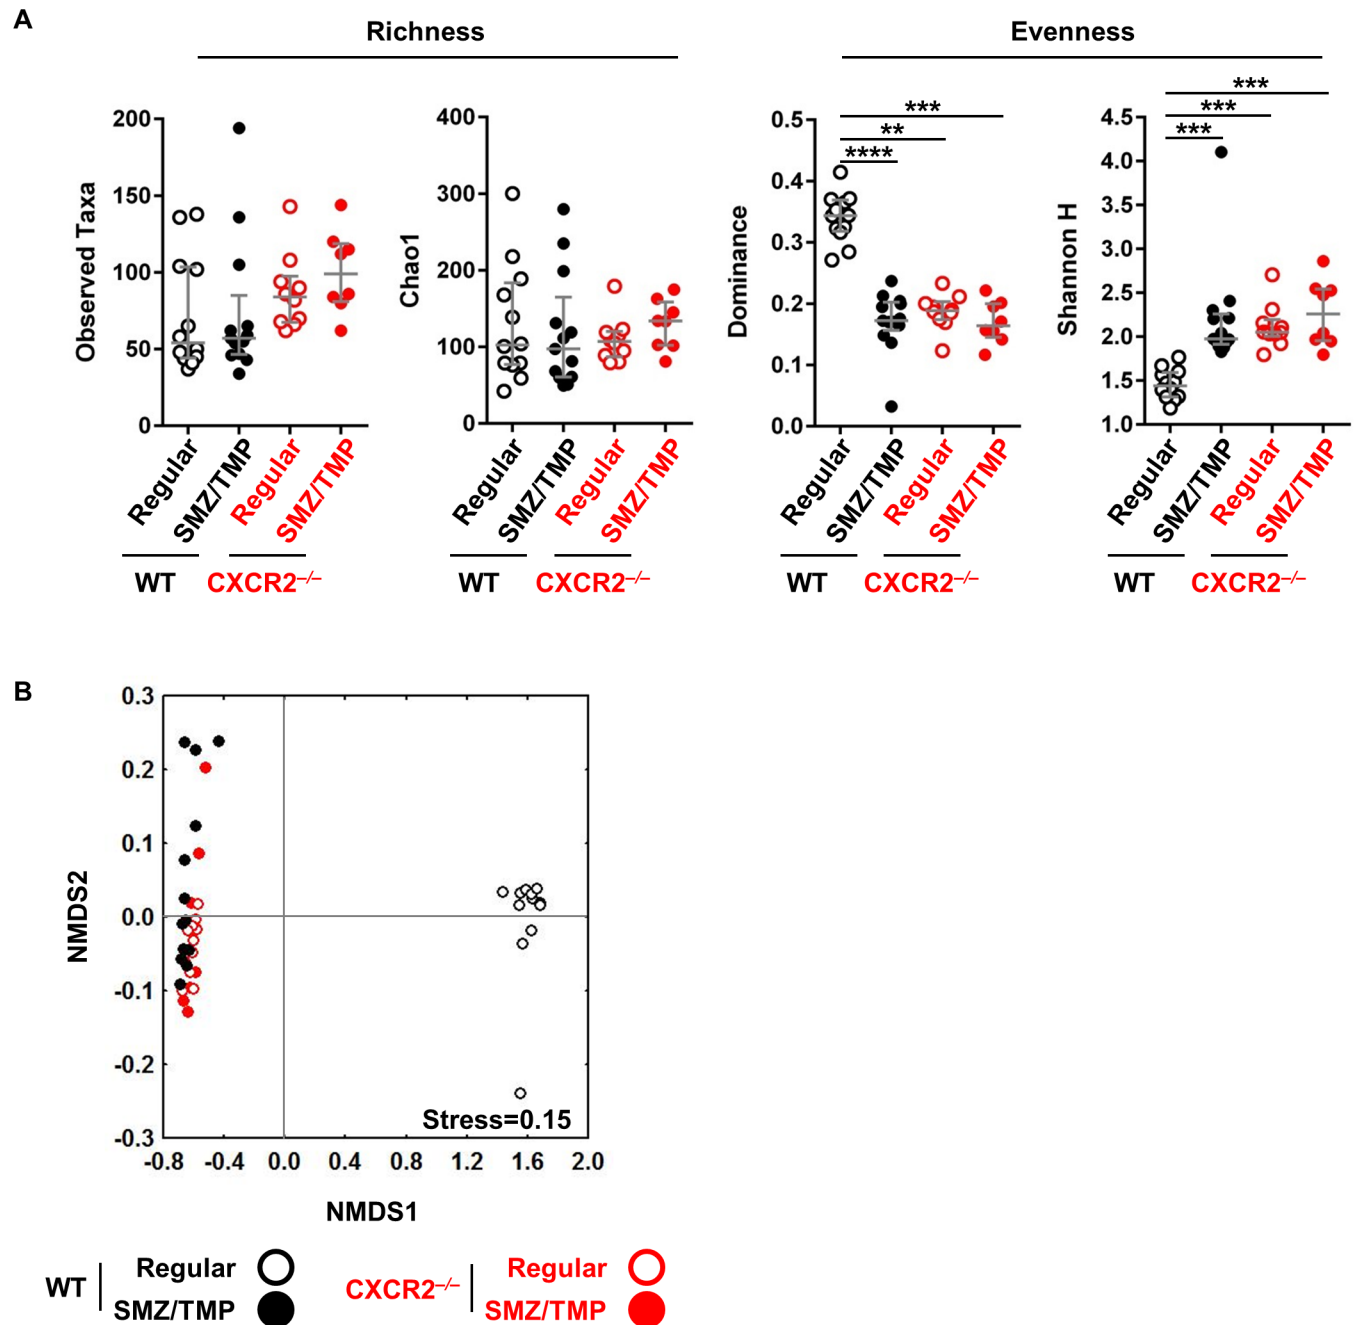 A
Richness
Evenness
Observed Taxa
200
150
100
50
0
Regular
SMZ/TMP
Regular
SMZ/TMP
WT
CXCR2–/–
Chao1
400
300
200
100
0
Regular
SMZ/TMP
Regular
SMZ/TMP
WT
CXCR2–/–
Dominance
0.5
0.4
0.3
0.2
0.1
0.0
***
**
****
Regular
SMZ/TMP
Regular
SMZ/TMP
WT
CXCR2–/–
Shannon H
4.5
4.0
3.5
3.0
2.5
2.0
1.5
1.0
***
***
***
Regular
SMZ/TMP
Regular
SMZ/TMP
WT
CXCR2–/–
B
NMDS2
0.3
0.2
0.1
0.0
-0.1
-0.2
-0.3
Stress=0.15
-0.8 -0.4 0.0 0.4 0.8 1.2 1.6 2.0
NMDS1
WT
Regular
SMZ/TMP
CXCR2–/–
Regular
SMZ/TMP